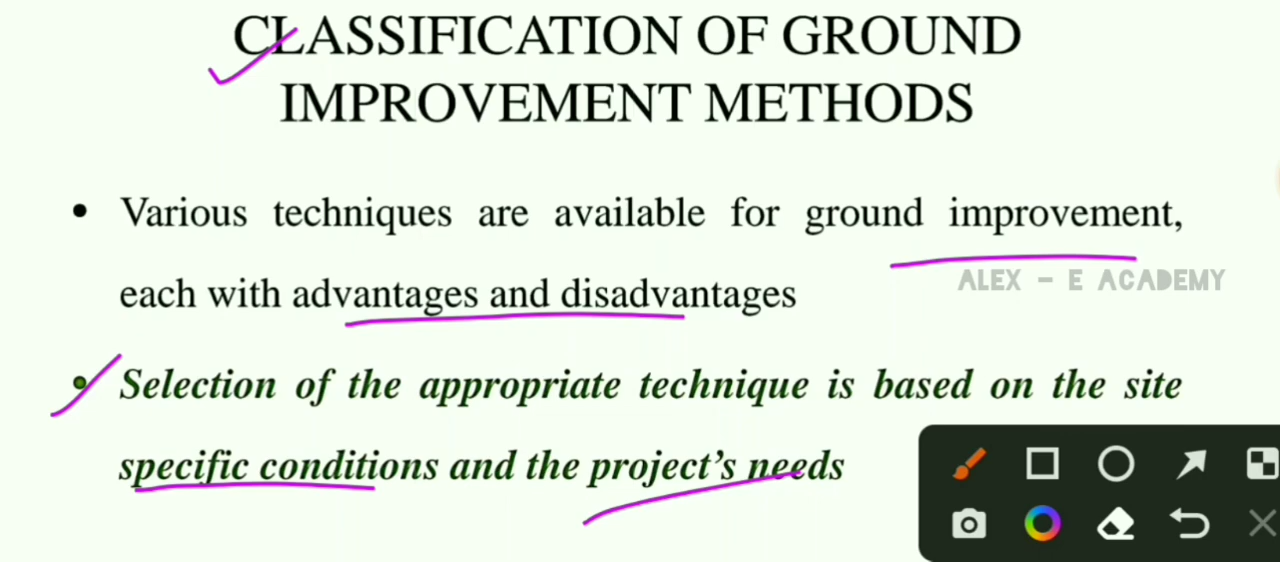 CLASSIFICATION OF GROUND
IMPROVEMENT METHODS
• Various techniques are available for ground improvement,
each with advantages and disadvantages
ALEX - E ACADEMY
• Selection of the appropriate technique is based on the site
specific conditions and the project’s needs